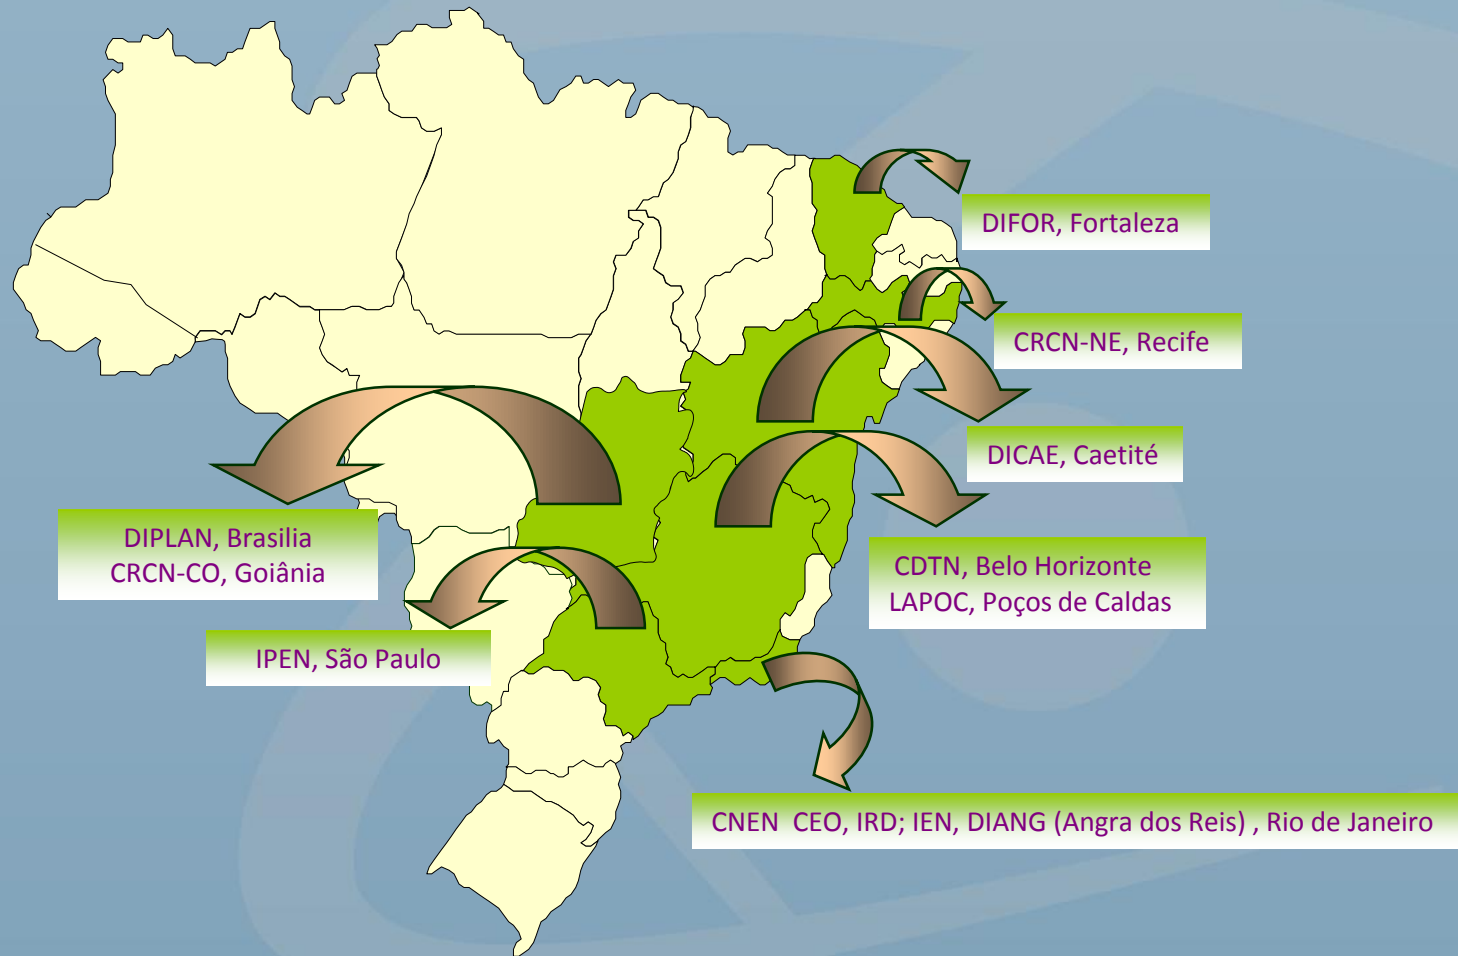 DIFOR, Fortaleza
CRCN-NE, Recife
DICAE, Caetité
DIPLAN, Brasilia
CRCN-CO, Goiânia
CDTN, Belo Horizonte
LAPOC, Poços de Caldas
IPEN, São Paulo
CNEN CEO, IRD; IEN, DIANG (Angra dos Reis) , Rio de Janeiro